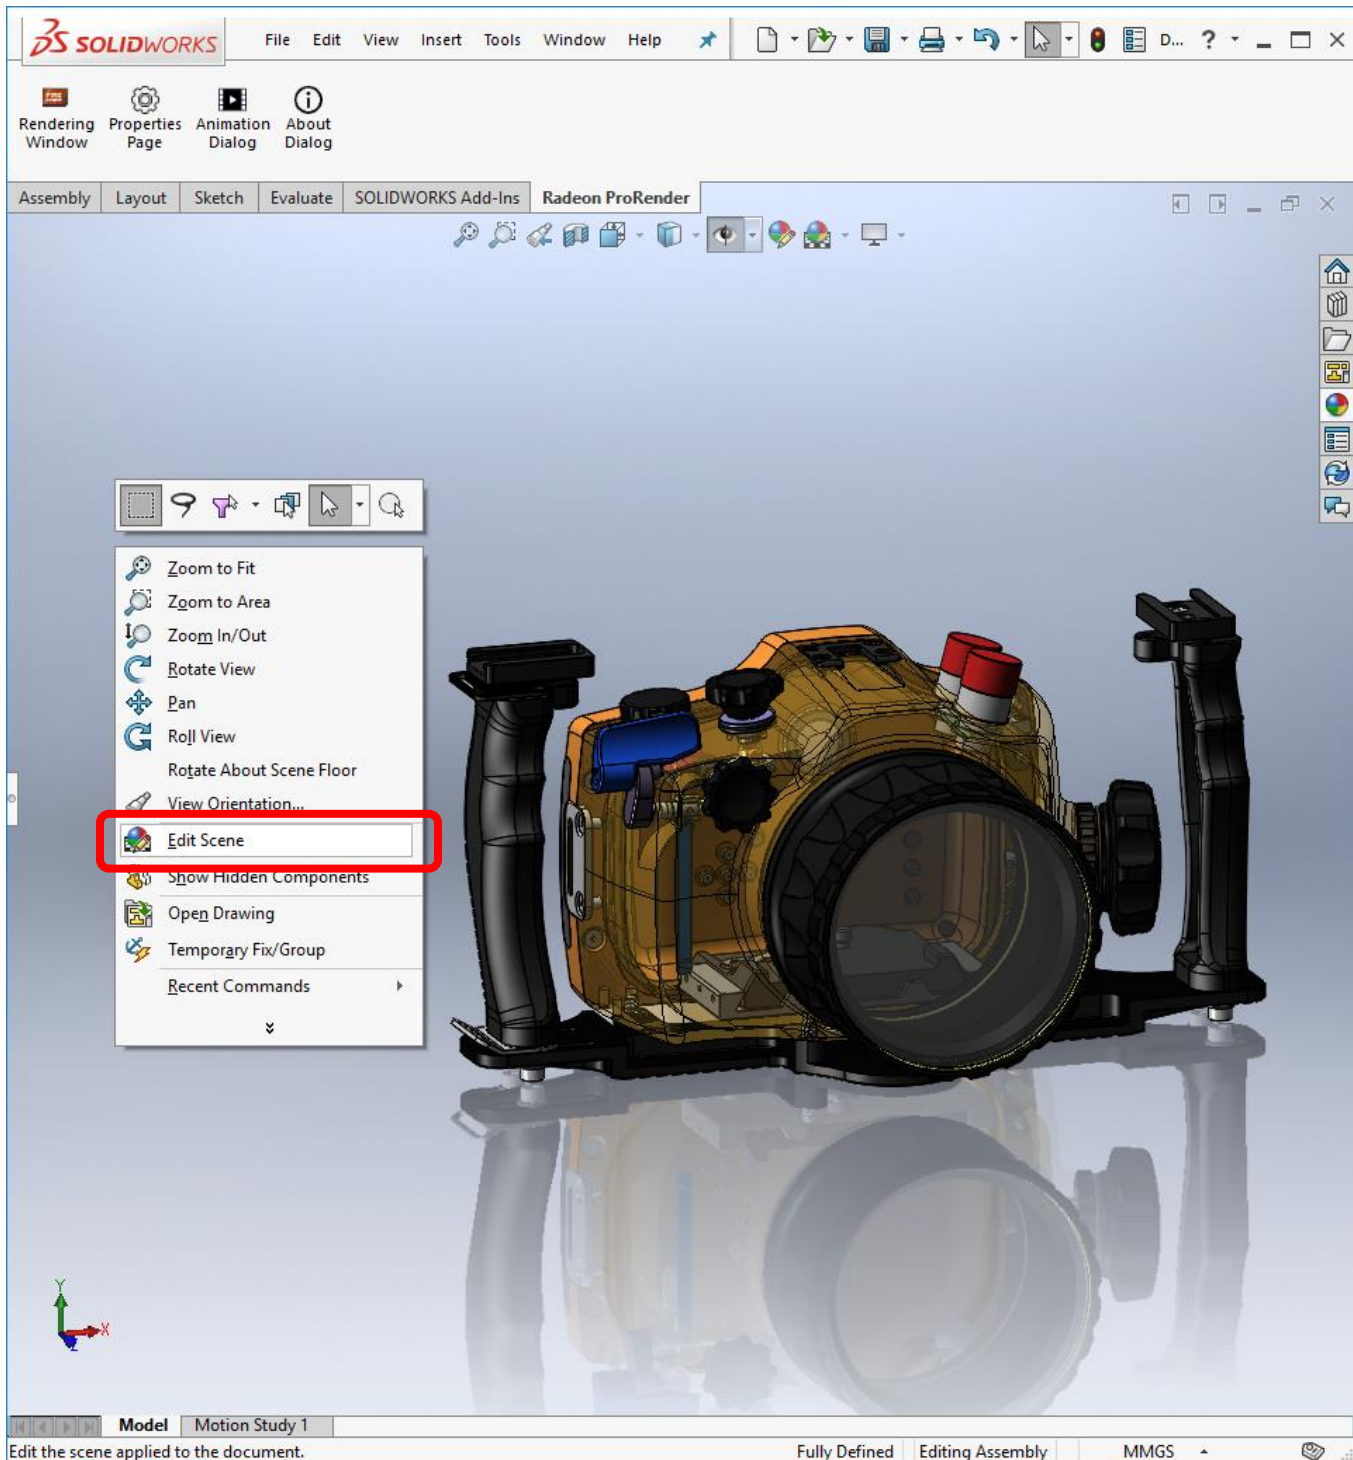 SOLIDWORKS File Edit View Insert Tools Window Help D... ?
Rendering Window
Properties Page
Animation Dialog
About Dialog
Assembly Layout Sketch Evaluate SOLIDWORKS Add-Ins Radeon ProRender
Zoom to Fit
Zoom to Area
Zoom In/Out
Rotate View
Pan
Roll View
Rotate About Scene Floor
View Orientation...
Edit Scene
Show Hidden Components
Open Drawing
Temporary Fix/Group
Recent Commands
Y
X
Z
Model Motion Study 1
Edit the scene applied to the document. Fully Defined Editing Assembly MMGS